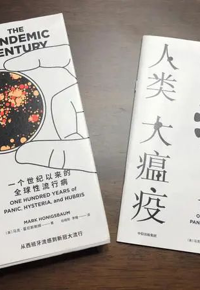 THE
PANDEMIC
CENTURY
一个世纪以来的
全球性流行病
ONE HUNDRED YEARS OF
PANIC, HYSTERIA, and HUBRIS
MARK HONIGSBAUM
从西班牙流感到新冠大流行
人类大瘟疫